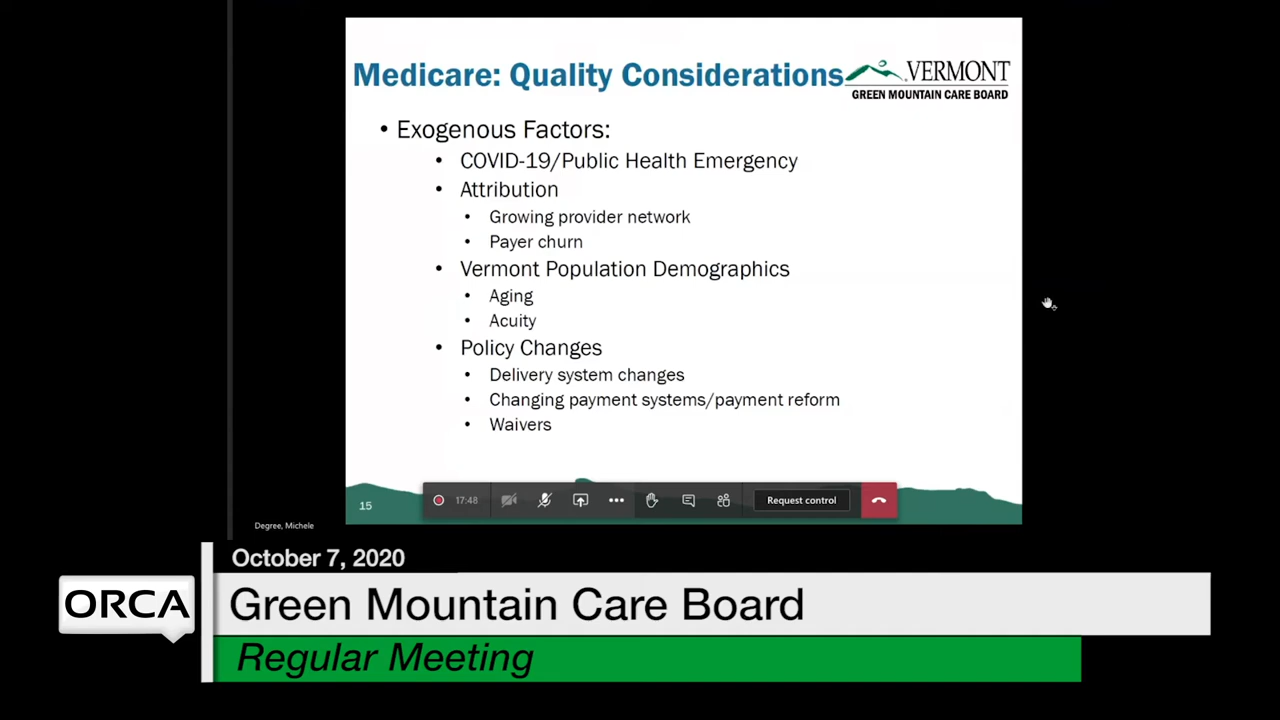 Medicare: Quality Considerations
VERMONT
GREEN MOUNTAIN CARE BOARD
• Exogenous Factors:
• COVID-19/Public Health Emergency
• Attribution
• Growing provider network
• Payer churn
• Vermont Population Demographics
• Aging
• Acuity
• Policy Changes
• Delivery system changes
• Changing payment systems/payment reform
• Waivers
15
17:48
Request control
Degree, Michele
October 7, 2020
ORCA
Green Mountain Care Board
Regular Meeting